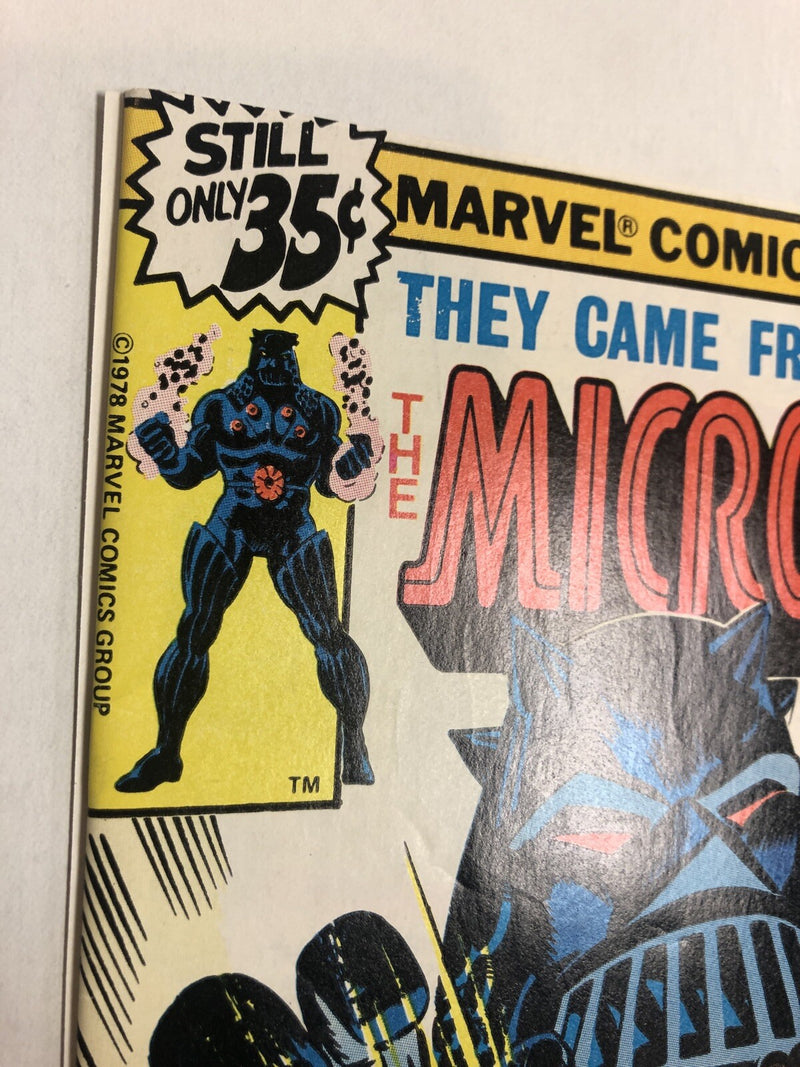 STILL
ONLY 35¢
MARVEL® COMIC
THEY CAME FR
THE
MICRO
©1978 MARVEL COMICS GROUP
TM